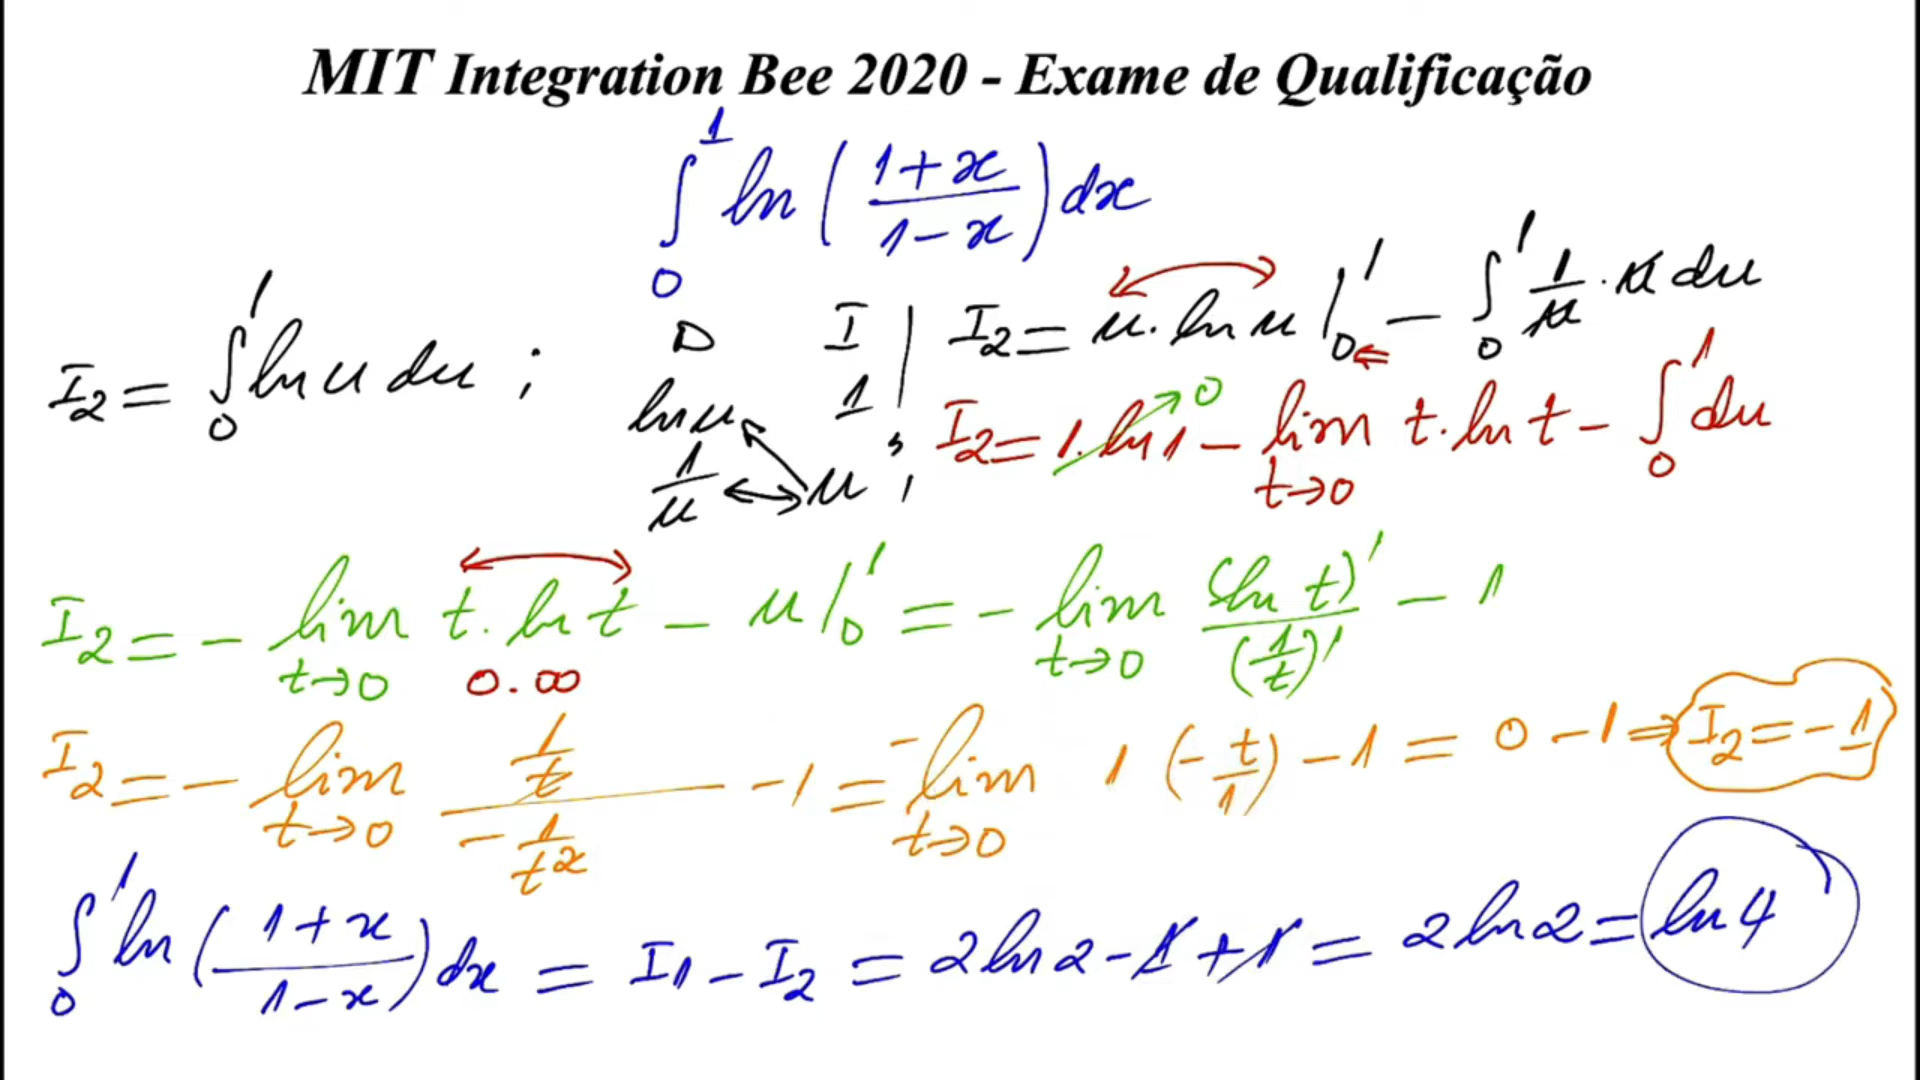 MIT Integration Bee 2020 - Exame de Qualificação
∫₀¹ ln((1+x)/(1-x)) dx
I₂ = ∫₀¹ ln u du ;
D I
ln u 1
1/u ↔ u ;
I₂ = u.ln u |₀¹ - ∫₀¹ 1/u . u du
I₂ = 1.ln 1 → 0 - lim t→0 t.ln t - ∫₀¹ du
I₂ = - lim t→0 t.ln t - u|₀¹ = - lim t→0 (ln t)'/(1/t)' - 1
0.∞
I₂ = - lim t→0 (1/t)/(-1/t²) - 1 = - lim t→0 1(-t/1) - 1 = 0 - 1 ⇒ I₂ = -1
∫₀¹ ln((1+x)/(1-x)) dx = I₁ - I₂ = 2ln2 - 1 + 1 = 2ln2 = ln4